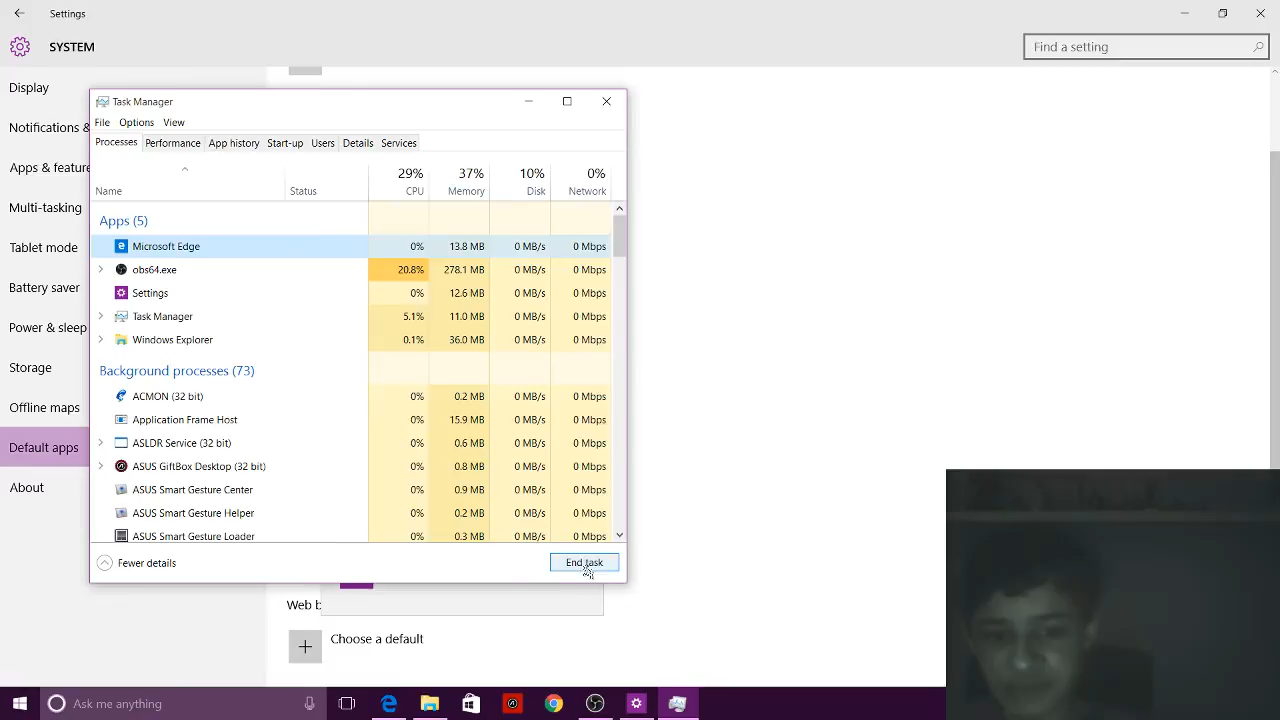 Settings
SYSTEM
Find a setting
Display
Notifications &
Apps & feature
Multi-tasking
Tablet mode
Battery saver
Power & sleep
Storage
Offline maps
Default apps
About
Task Manager
File Options View
Processes Performance App history Start-up Users Details Services
29% 37% 10% 0%
Name Status CPU Memory Disk Network
Apps (5)
Microsoft Edge 0% 13.8 MB 0 MB/s 0 Mbps
obs64.exe 20.8% 278.1 MB 0 MB/s 0 Mbps
Settings 0% 12.6 MB 0 MB/s 0 Mbps
Task Manager 5.1% 11.0 MB 0 MB/s 0 Mbps
Windows Explorer 0.1% 36.0 MB 0 MB/s 0 Mbps
Background processes (73)
ACMON (32 bit) 0% 0.2 MB 0 MB/s 0 Mbps
Application Frame Host 0% 15.9 MB 0 MB/s 0 Mbps
ASLDR Service (32 bit) 0% 0.6 MB 0 MB/s 0 Mbps
ASUS GiftBox Desktop (32 bit) 0% 0.8 MB 0 MB/s 0 Mbps
ASUS Smart Gesture Center 0% 0.9 MB 0 MB/s 0 Mbps
ASUS Smart Gesture Helper 0% 0.2 MB 0 MB/s 0 Mbps
ASUS Smart Gesture Loader 0% 0.3 MB 0 MB/s 0 Mbps
Fewer details
End task
Web b
Choose a default
Ask me anything